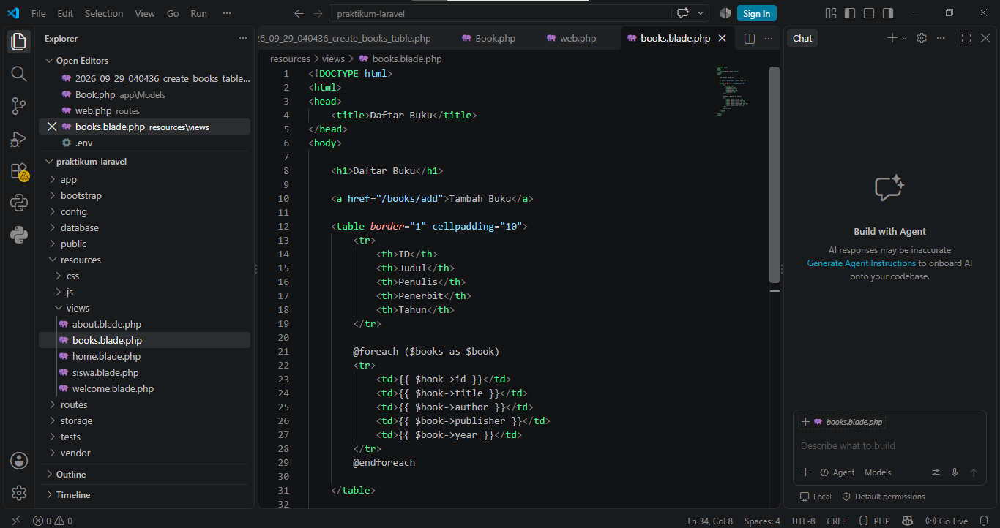 File Edit Selection View Go Run ··· praktikum-laravel Sign In
Explorer ···
Open Editors
2026_09_29_040436_create_books_table...
Book.php app\Models
web.php routes
books.blade.php resources\views
.env
praktikum-laravel
app
bootstrap
config
database
public
resources
css
js
views
about.blade.php
books.blade.php
home.blade.php
siswa.blade.php
welcome.blade.php
routes
storage
tests
vendor
Outline
Timeline
26_09_29_040436_create_books_table.php Book.php web.php books.blade.php ···
resources > views > books.blade.php
1 <!DOCTYPE html>
2 <html>
3 <head>
4 <title>Daftar Buku</title>
5 </head>
6 <body>
7
8 <h1>Daftar Buku</h1>
9
10 <a href="/books/add">Tambah Buku</a>
11
12 <table border="1" cellpadding="10">
13 <tr>
14 <th>ID</th>
15 <th>Judul</th>
16 <th>Penulis</th>
17 <th>Penerbit</th>
18 <th>Tahun</th>
19 </tr>
20
21 @foreach ($books as $book)
22 <tr>
23 <td>{{ $book->id }}</td>
24 <td>{{ $book->title }}</td>
25 <td>{{ $book->author }}</td>
26 <td>{{ $book->publisher }}</td>
27 <td>{{ $book->year }}</td>
28 </tr>
29 @endforeach
30
31 </table>
32
Chat
Build with Agent
AI responses may be inaccurate
Generate Agent Instructions to onboard AI
onto your codebase.
books.blade.php
Describe what to build
Agent Models
Local Default permissions
0 0 Ln 34, Col 8 Spaces: 4 UTF-8 CRLF { } PHP Go Live